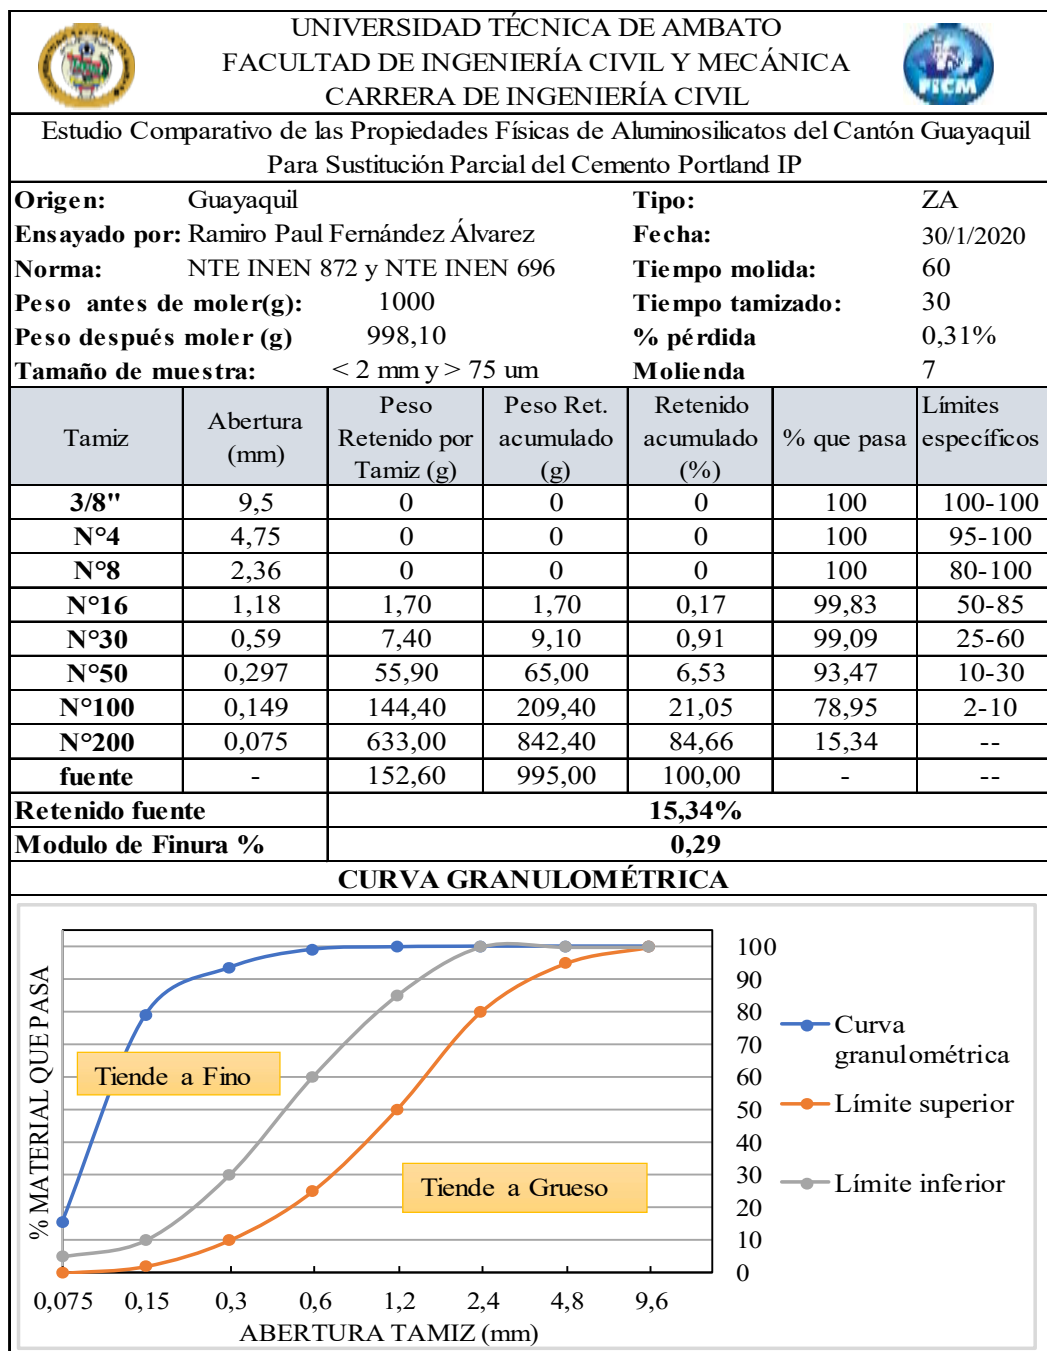 UNIVERSIDAD TÉCNICA DE AMBATO
FACULTAD DE INGENIERÍA CIVIL Y MECÁNICA
CARRERA DE INGENIERÍA CIVIL
FICM
Estudio Comparativo de las Propiedades Físicas de Aluminosilicatos del Cantón Guayaquil
Para Sustitución Parcial del Cemento Portland IP
Origen: Guayaquil Tipo: ZA
Ensayado por: Ramiro Paul Fernández Álvarez Fecha: 30/1/2020
Norma: NTE INEN 872 y NTE INEN 696 Tiempo molida: 60
Peso antes de moler(g): 1000 Tiempo tamizado: 30
Peso después moler (g) 998,10 % pérdida 0,31%
Tamaño de muestra: < 2 mm y > 75 um Molienda 7
Tamiz Abertura (mm) Peso Retenido por Tamiz (g) Peso Ret. acumulado (g) Retenido acumulado (%) % que pasa Límites específicos
3/8" 9,5 0 0 0 100 100-100
N°4 4,75 0 0 0 100 95-100
N°8 2,36 0 0 0 100 80-100
N°16 1,18 1,70 1,70 0,17 99,83 50-85
N°30 0,59 7,40 9,10 0,91 99,09 25-60
N°50 0,297 55,90 65,00 6,53 93,47 10-30
N°100 0,149 144,40 209,40 21,05 78,95 2-10
N°200 0,075 633,00 842,40 84,66 15,34 --
fuente - 152,60 995,00 100,00 - --
Retenido fuente 15,34%
Modulo de Finura % 0,29
CURVA GRANULOMÉTRICA
% MATERIAL QUE PASA
Tiende a Fino
Tiende a Grueso
100
90
80
70
60
50
40
30
20
10
0
0,075 0,15 0,3 0,6 1,2 2,4 4,8 9,6
ABERTURA TAMIZ (mm)
Curva
granulométrica
Límite superior
Límite inferior